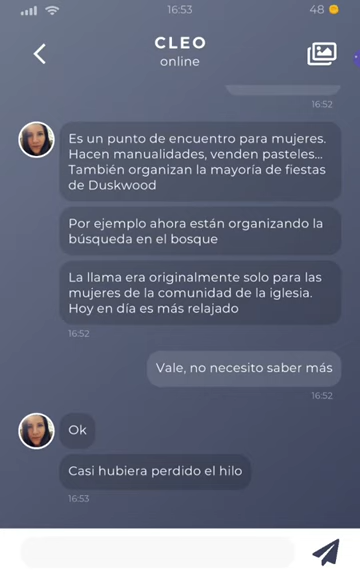 16:53
48
CLEO
online
16:52
Es un punto de encuentro para mujeres.
Hacen manualidades, venden pasteles...
También organizan la mayoría de fiestas
de Duskwood
Por ejemplo ahora están organizando la
búsqueda en el bosque
La llama era originalmente solo para las
mujeres de la comunidad de la iglesia.
Hoy en día es más relajado
16:52
Vale, no necesito saber más
16:52
Ok
Casi hubiera perdido el hilo
16:53